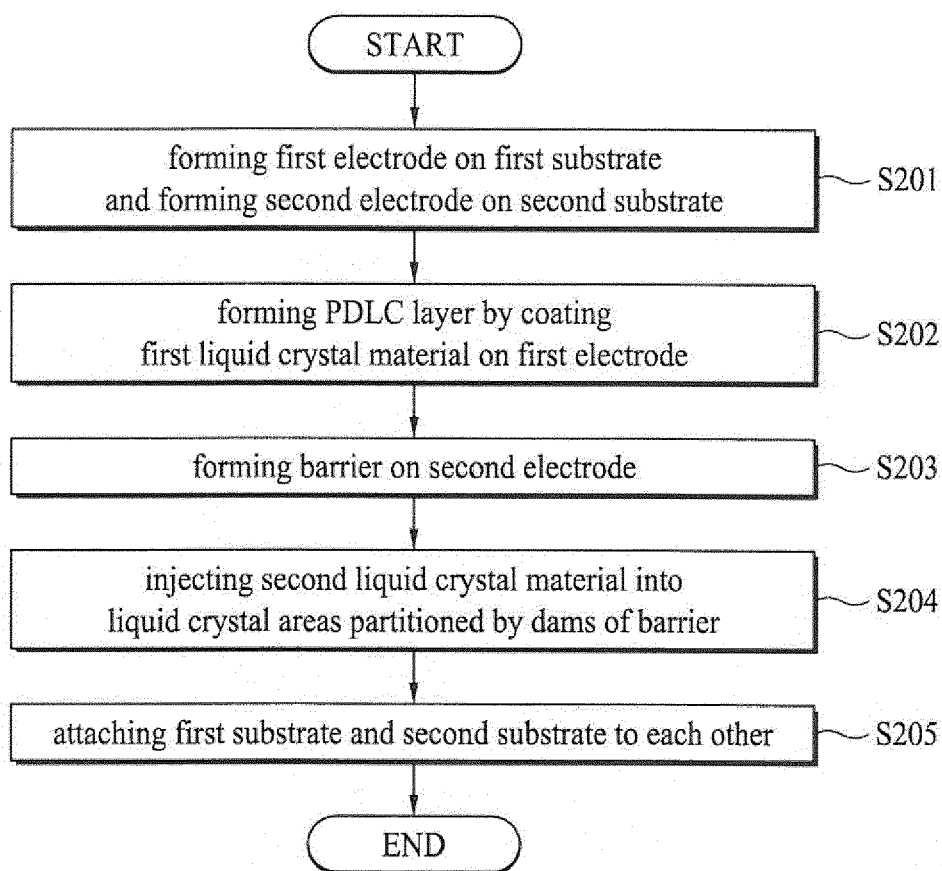 START
forming first electrode on first substrate
and forming second electrode on second substrate
S201
forming PDLC layer by coating
first liquid crystal material on first electrode
S202
forming barrier on second electrode
S203
injecting second liquid crystal material into
liquid crystal areas partitioned by dams of barrier
S204
attaching first substrate and second substrate to each other
S205
END